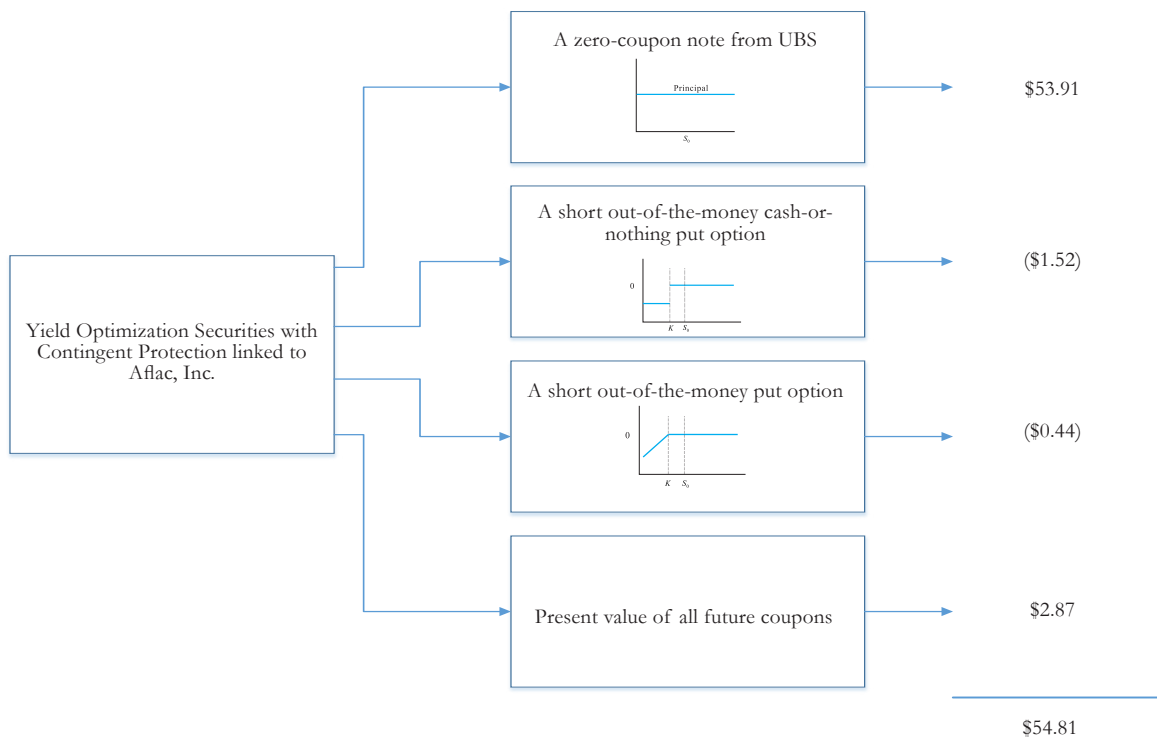 A zero-coupon note from UBS
Principal
S₀
$53.91
A short out-of-the-money cash-or-
nothing put option
0
K
S₀
($1.52)
Yield Optimization Securities with
Contingent Protection linked to
Aflac, Inc.
A short out-of-the-money put option
0
K
S₀
($0.44)
Present value of all future coupons
$2.87
$54.81